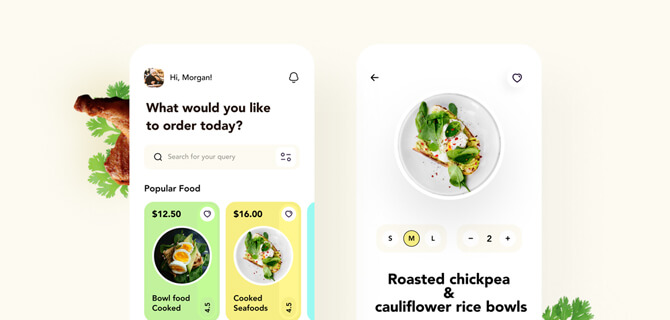 Hi, Morgan!
What would you like
to order today?
Search for your query
Popular Food
$12.50
Bowl food
Cooked
4.5
$16.00
Cooked
Seafoods
4.5
S M L
- 2 +
Roasted chickpea
&
cauliflower rice bowls